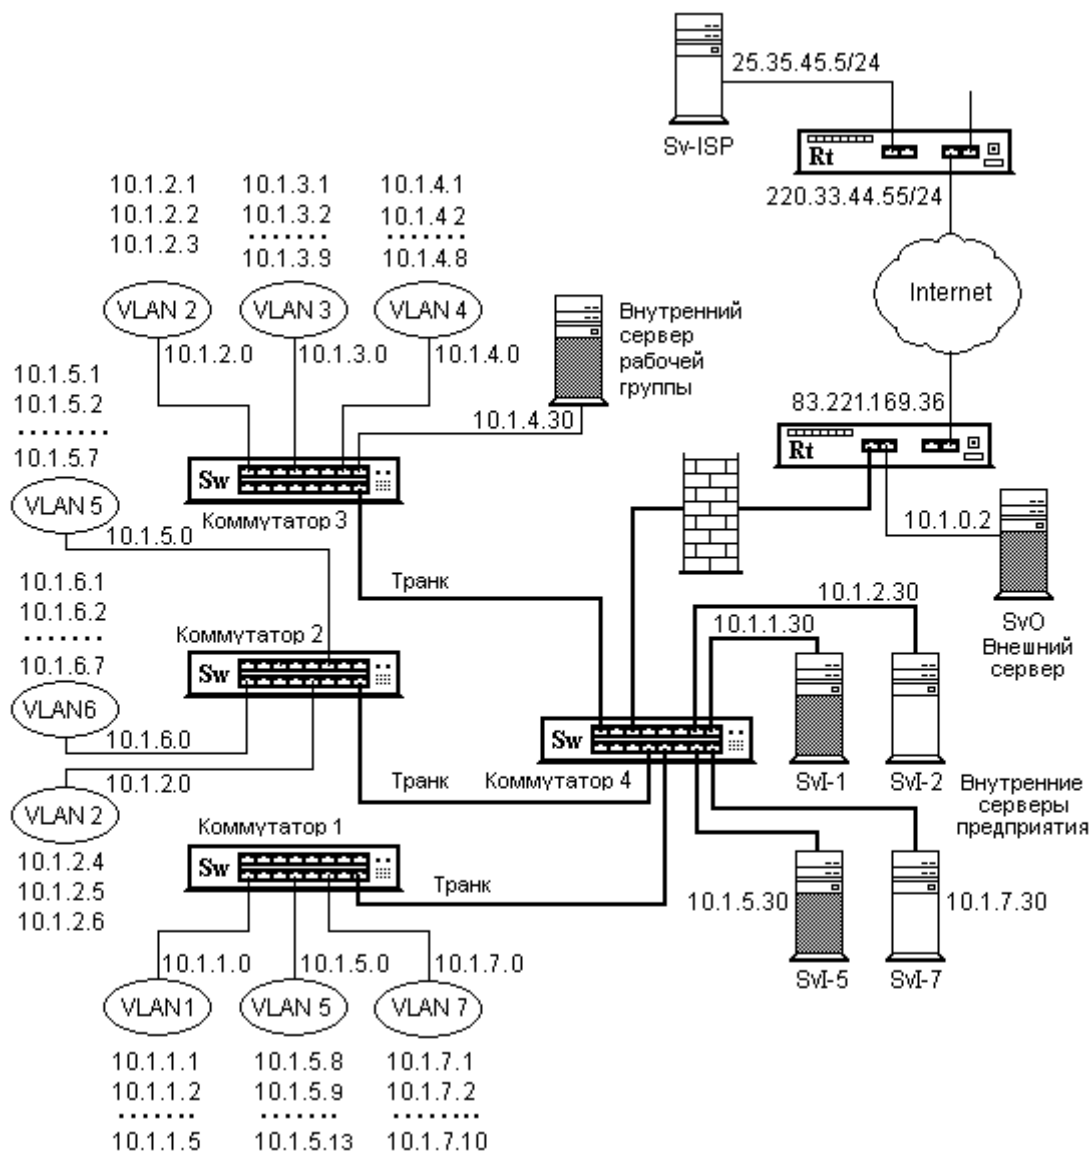 25.35.45.5/24
Sv-ISP
Rt
220.33.44.55/24
Internet
83.221.169.36
Rt
10.1.0.2
SvO
Внешний
сервер
10.1.2.1
10.1.2.2
10.1.2.3
10.1.3.1
10.1.3.2
10.1.3.9
10.1.4.1
10.1.4.2
10.1.4.8
VLAN 2
VLAN 3
VLAN 4
10.1.2.0
10.1.3.0
10.1.4.0
Внутренний
сервер
рабочей
группы
10.1.4.30
Sw
Коммутатор 3
10.1.5.1
10.1.5.2
10.1.5.7
VLAN 5
10.1.5.0
Транк
10.1.6.1
10.1.6.2
10.1.6.7
VLAN6
10.1.6.0
Коммутатор 2
Sw
10.1.2.0
VLAN 2
10.1.2.4
10.1.2.5
10.1.2.6
Транк
10.1.2.30
10.1.1.30
Sw
Коммутатор 4
SvI-1
SvI-2
Внутренние
серверы
предприятия
10.1.5.30
10.1.7.30
SvI-5
SvI-7
Коммутатор 1
Sw
Транк
10.1.1.0
10.1.5.0
10.1.7.0
VLAN1
VLAN 5
VLAN 7
10.1.1.1
10.1.1.2
10.1.1.5
10.1.5.8
10.1.5.9
10.1.5.13
10.1.7.1
10.1.7.2
10.1.7.10